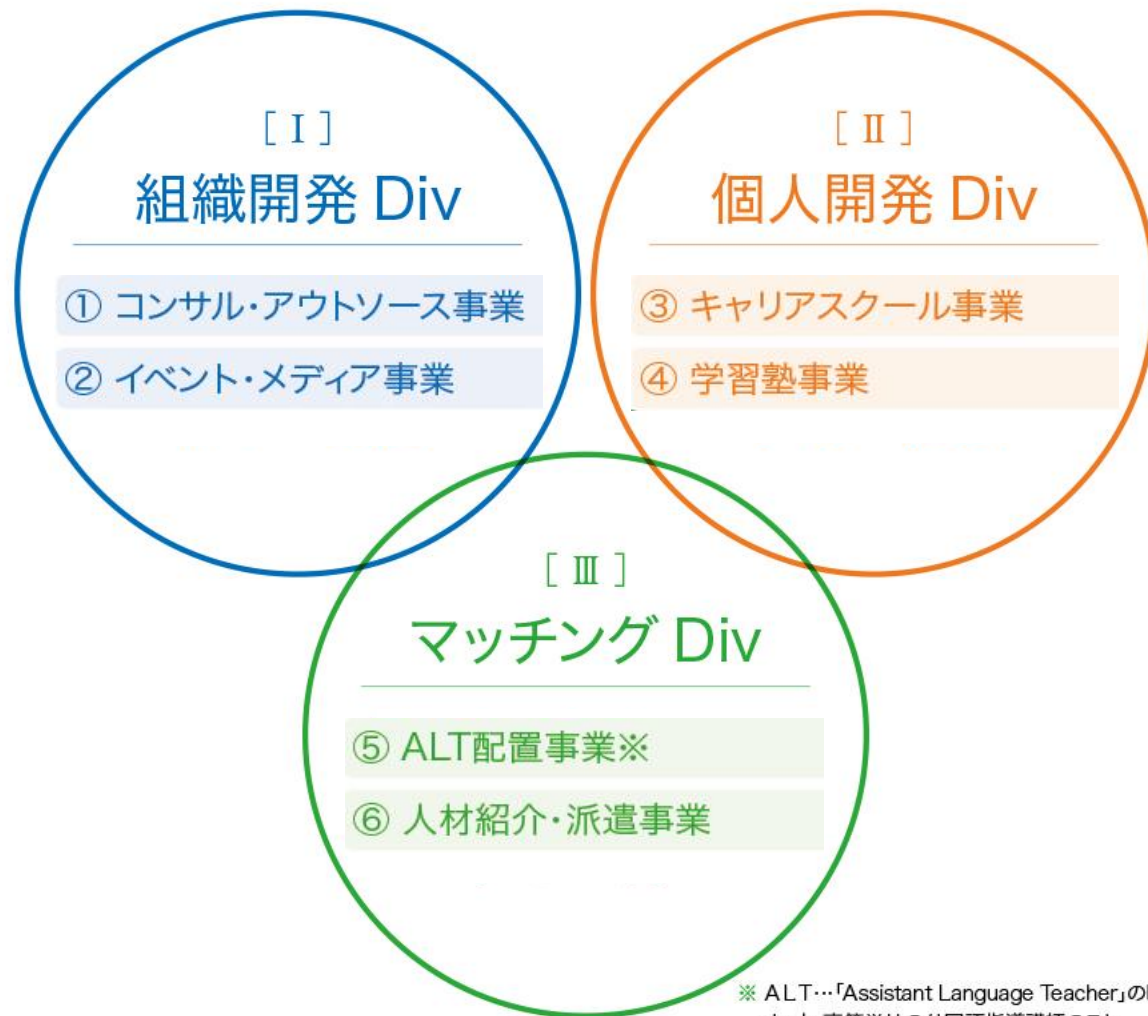 [ Ⅰ ]
組織開発 Div
① コンサル・アウトソース事業
② イベント・メディア事業
[ Ⅱ ]
個人開発 Div
③ キャリアスクール事業
④ 学習塾事業
[ Ⅲ ]
マッチング Div
⑤ ALT配置事業※
⑥ 人材紹介・派遣事業
※ ALT…「Assistant Language Teacher」の